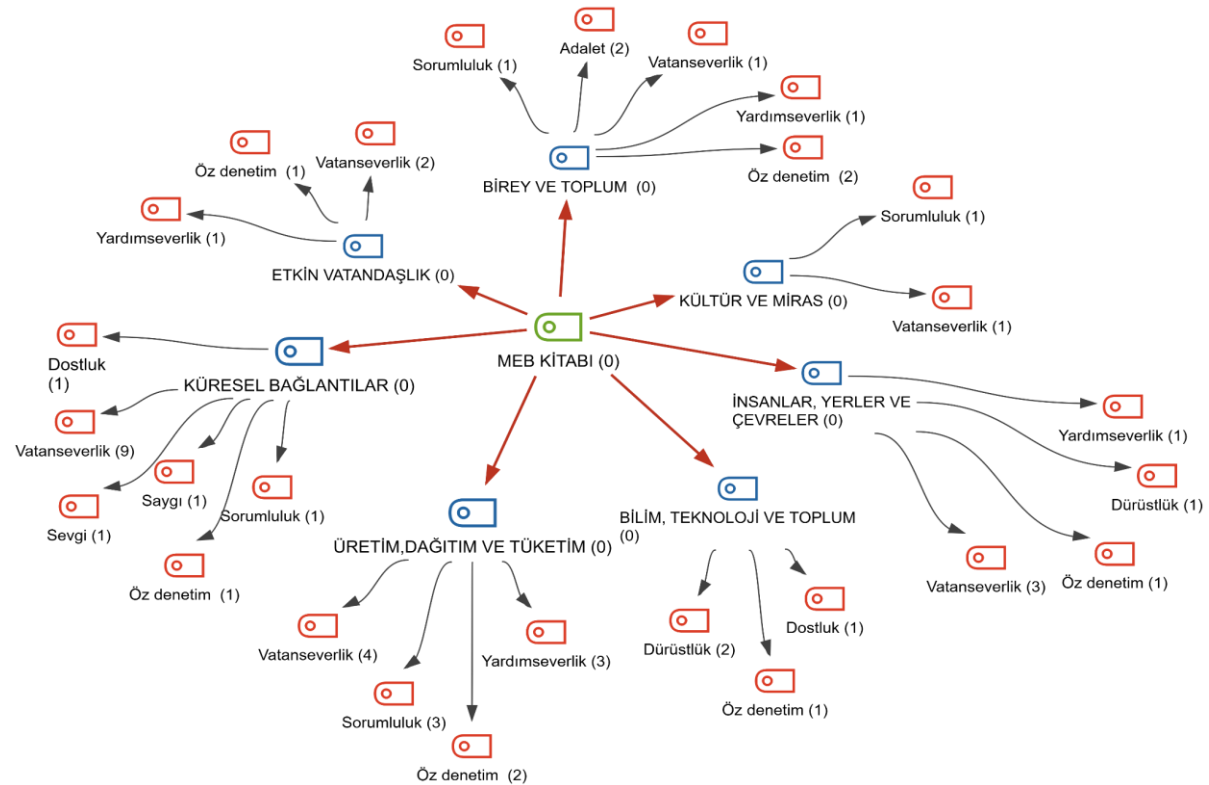 Adalet (2)
Sorumluluk (1)
Vatanseverlik (1)
Yardımseverlik (1)
Öz denetim (2)
BİREY VE TOPLUM (0)
Öz denetim (1)
Vatanseverlik (2)
Yardımseverlik (1)
ETKİN VATANDAŞLIK (0)
Sorumluluk (1)
KÜLTÜR VE MİRAS (0)
Vatanseverlik (1)
MEB KİTABI (0)
Dostluk
(1)
KÜRESEL BAĞLANTILAR (0)
Vatanseverlik (9)
Saygı (1)
Sorumluluk (1)
Sevgi (1)
Öz denetim (1)
İNSANLAR, YERLER VE
ÇEVRELER (0)
Yardımseverlik (1)
Dürüstlük (1)
Vatanseverlik (3)
Öz denetim (1)
BİLİM, TEKNOLOJİ VE TOPLUM
(0)
Dürüstlük (2)
Dostluk (1)
Öz denetim (1)
ÜRETİM,DAĞITIM VE TÜKETİM (0)
Vatanseverlik (4)
Yardımseverlik (3)
Sorumluluk (3)
Öz denetim (2)